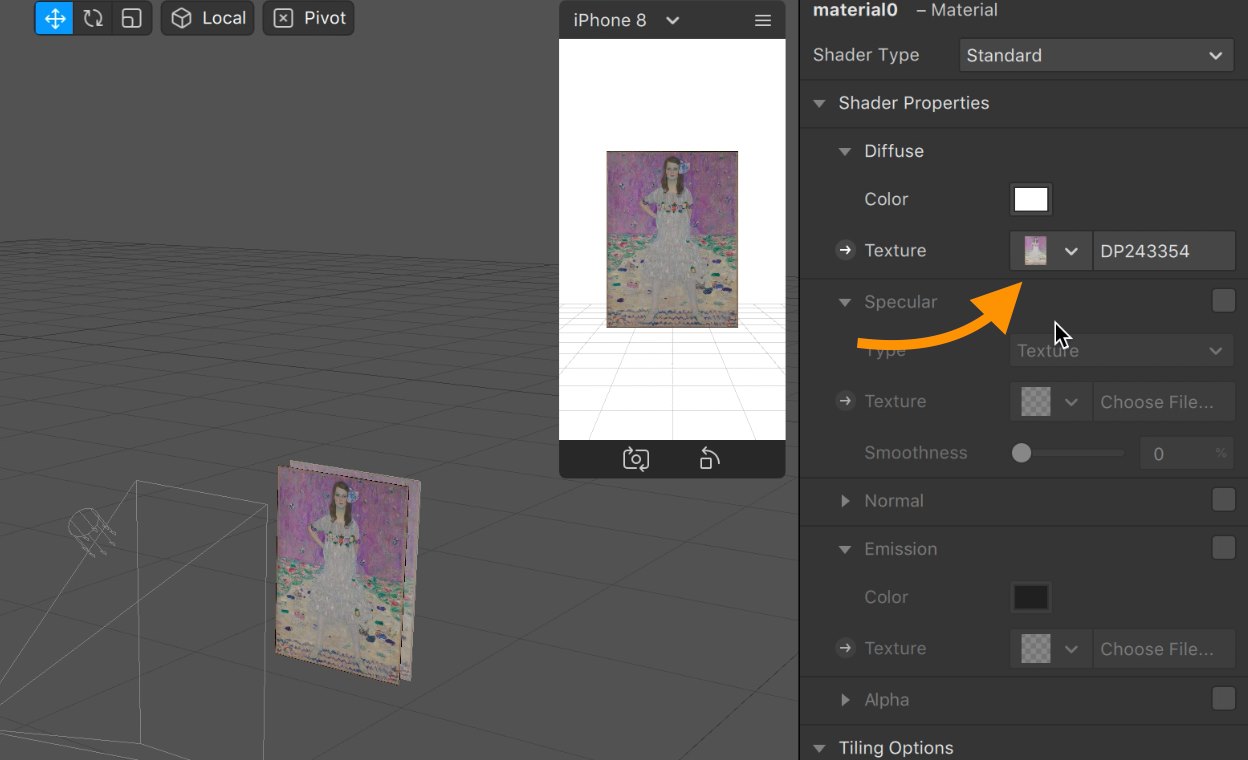 Local
Pivot
iPhone 8
material0 – Material
Shader Type Standard
Shader Properties
Diffuse
Color
Texture DP243354
Specular
Type Texture
Texture Choose File...
Smoothness 0 %
Normal
Emission
Color
Texture Choose File...
Alpha
Tiling Options